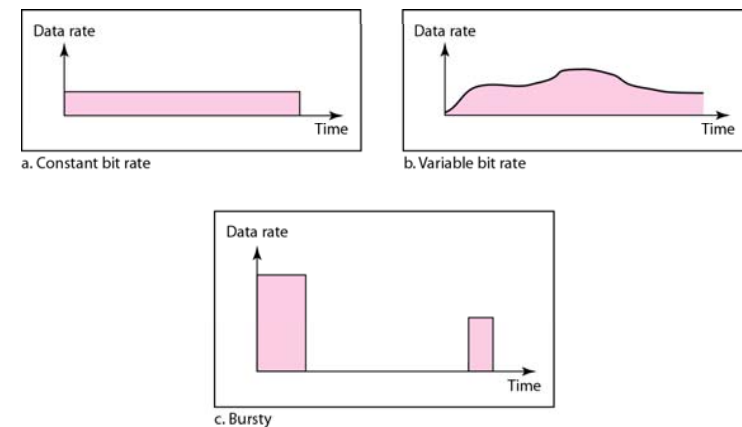 Data rate
Time
a. Constant bit rate
Data rate
Time
b. Variable bit rate
Data rate
Time
c. Bursty